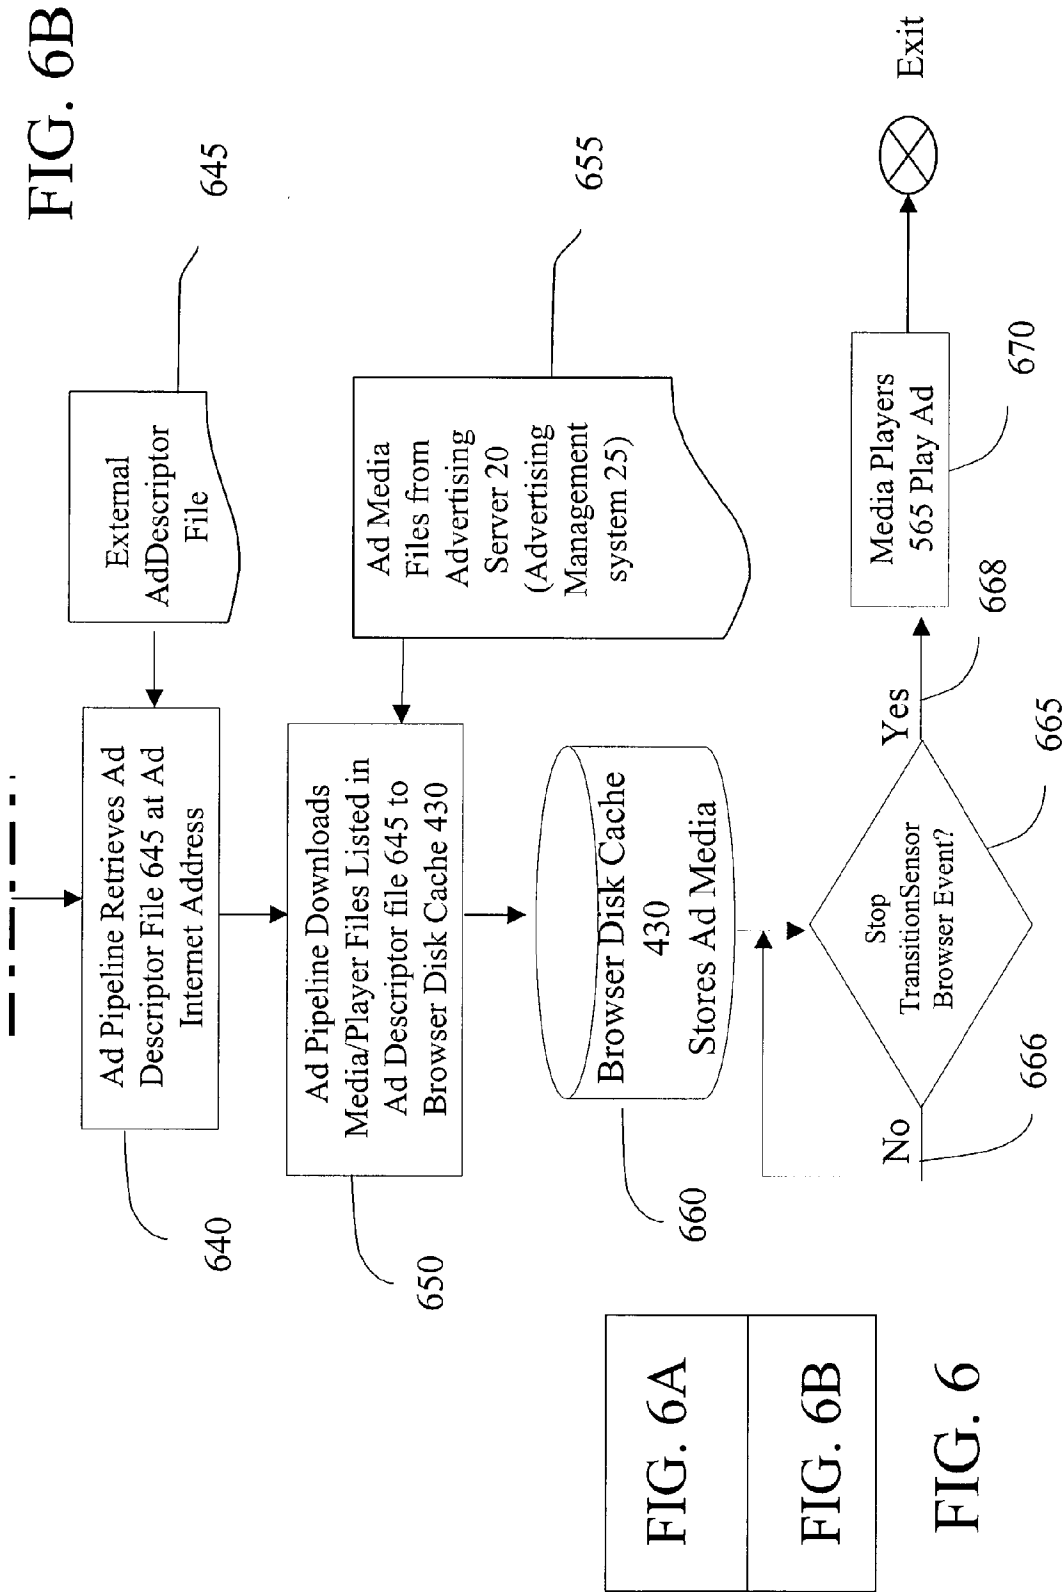 FIG. 6B
External
AdDescriptor
File
645
Ad Pipeline Retrieves Ad
Descriptor File 645 at Ad
Internet Address
640
Ad Media
Files from
Advertising
Server 20
(Advertising
Management
system 25)
655
Ad Pipeline Downloads
Media/Player Files Listed in
Ad Descriptor file 645 to
Browser Disk Cache 430
650
Browser Disk Cache
430
Stores Ad Media
660
Stop
TransitionSensor
Browser Event?
665
No
666
Yes
668
Media Players
565 Play Ad
670
Exit
FIG. 6A
FIG. 6B
FIG. 6